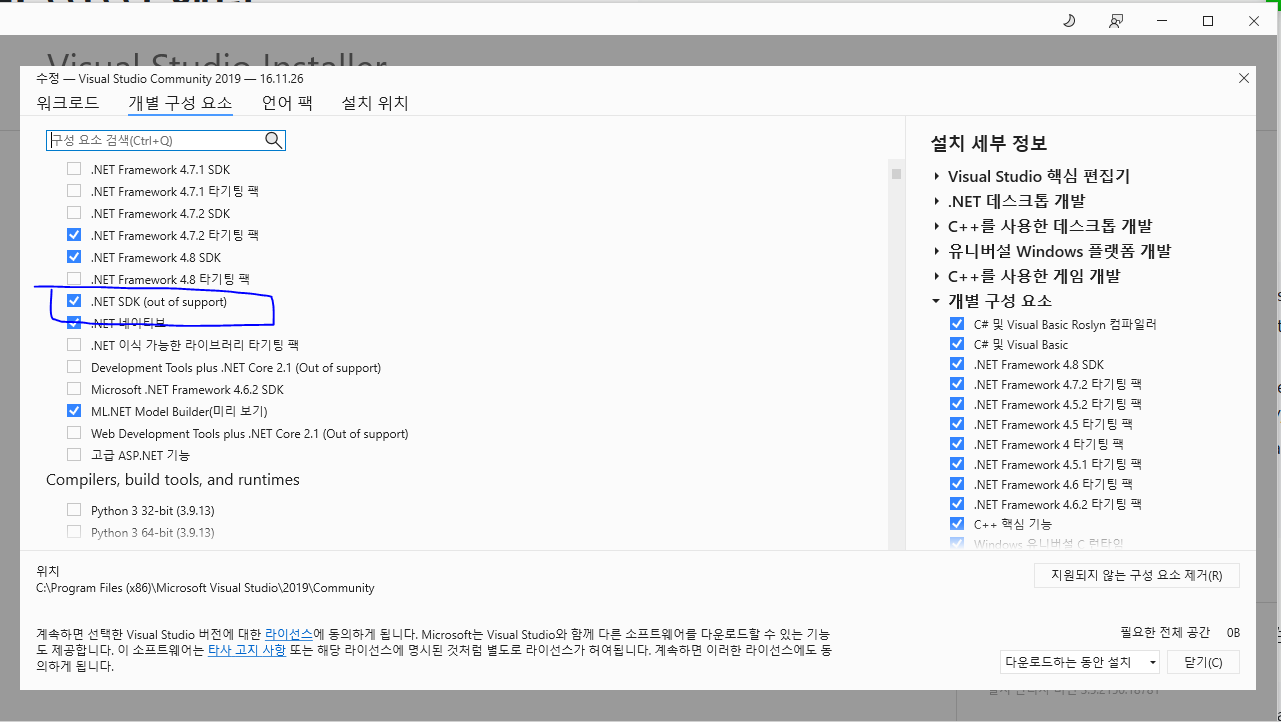 Visual Studio Installer
수정 — Visual Studio Community 2019 — 16.11.26
워크로드 개별 구성 요소 언어 팩 설치 위치
구성 요소 검색(Ctrl+Q)
.NET Framework 4.7.1 SDK
.NET Framework 4.7.1 타기팅 팩
.NET Framework 4.7.2 SDK
.NET Framework 4.7.2 타기팅 팩
.NET Framework 4.8 SDK
.NET Framework 4.8 타기팅 팩
.NET SDK (out of support)
.NET 네이티브
.NET 이식 가능한 라이브러리 타기팅 팩
Development Tools plus .NET Core 2.1 (Out of support)
Microsoft .NET Framework 4.6.2 SDK
ML.NET Model Builder(미리 보기)
Web Development Tools plus .NET Core 2.1 (Out of support)
고급 ASP.NET 기능
Compilers, build tools, and runtimes
Python 3 32-bit (3.9.13)
Python 3 64-bit (3.9.13)
설치 세부 정보
Visual Studio 핵심 편집기
.NET 데스크톱 개발
C++를 사용한 데스크톱 개발
유니버설 Windows 플랫폼 개발
C++를 사용한 게임 개발
개별 구성 요소
C# 및 Visual Basic Roslyn 컴파일러
C# 및 Visual Basic
.NET Framework 4.8 SDK
.NET Framework 4.7.2 타기팅 팩
.NET Framework 4.5.2 타기팅 팩
.NET Framework 4.5 타기팅 팩
.NET Framework 4 타기팅 팩
.NET Framework 4.5.1 타기팅 팩
.NET Framework 4.6 타기팅 팩
.NET Framework 4.6.2 타기팅 팩
C++ 핵심 기능
Windows 유니버설 C 런타임
위치
C:\Program Files (x86)\Microsoft Visual Studio\2019\Community
지원되지 않는 구성 요소 제거(R)
계속하면 선택한 Visual Studio 버전에 대한 라이선스에 동의하게 됩니다. Microsoft는 Visual Studio와 함께 다른 소프트웨어를 다운로드할 수 있는 기능
도 제공합니다. 이 소프트웨어는 타사 고지 사항 또는 해당 라이선스에 명시된 것처럼 별도로 라이선스가 허여됩니다. 계속하면 이러한 라이선스에도 동
의하게 됩니다.
필요한 전체 공간 0B
다운로드하는 동안 설치 닫기(C)